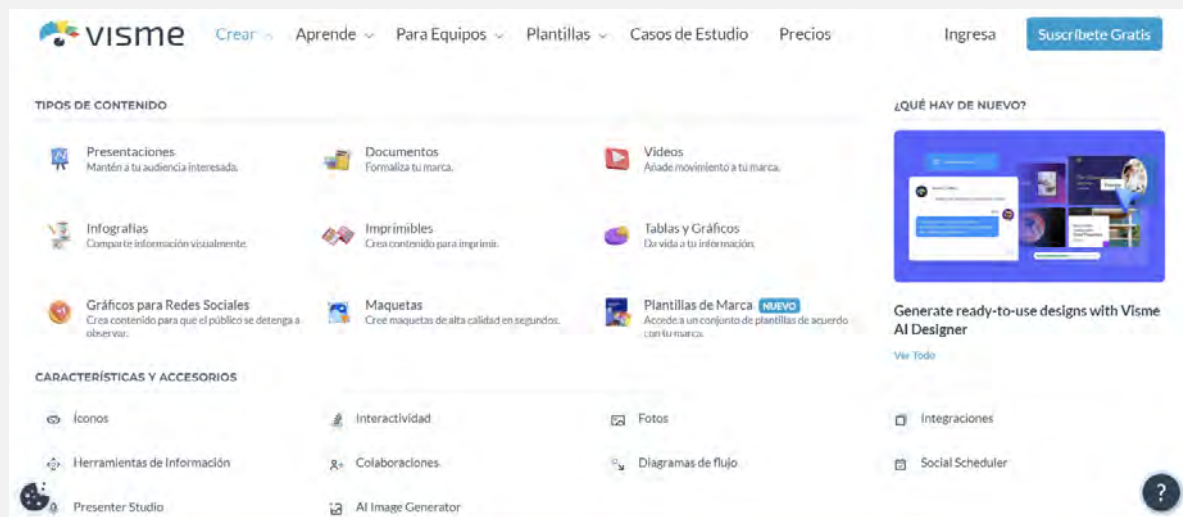 VISME
Crear
Aprende
Para Equipos
Plantillas
Casos de Estudio
Precios
Ingresa
Suscríbete Gratis
TIPOS DE CONTENIDO
Presentaciones
Mantén a tu audiencia interesada.
Documentos
Formaliza tu marca.
Videos
Añade movimiento a tu marca.
Infografías
Comparte información visualmente.
Imprimibles
Crea contenido para imprimir.
Tablas y Gráficos
Da vida a tu información.
Gráficos para Redes Sociales
Crea contenido para que el público se detenga a
observar.
Maquetas
Cree maquetas de alta calidad en segundos.
Plantillas de Marca NUEVO
Accede a un conjunto de plantillas de acuerdo
con tu marca.
¿QUÉ HAY DE NUEVO?
Generate ready-to-use designs with Visme
AI Designer
Ver Todo
CARACTERÍSTICAS Y ACCESORIOS
Íconos
Interactividad
Fotos
Integraciones
Herramientas de Información
Colaboraciones
Diagramas de flujo
Social Scheduler
Presenter Studio
AI Image Generator
?